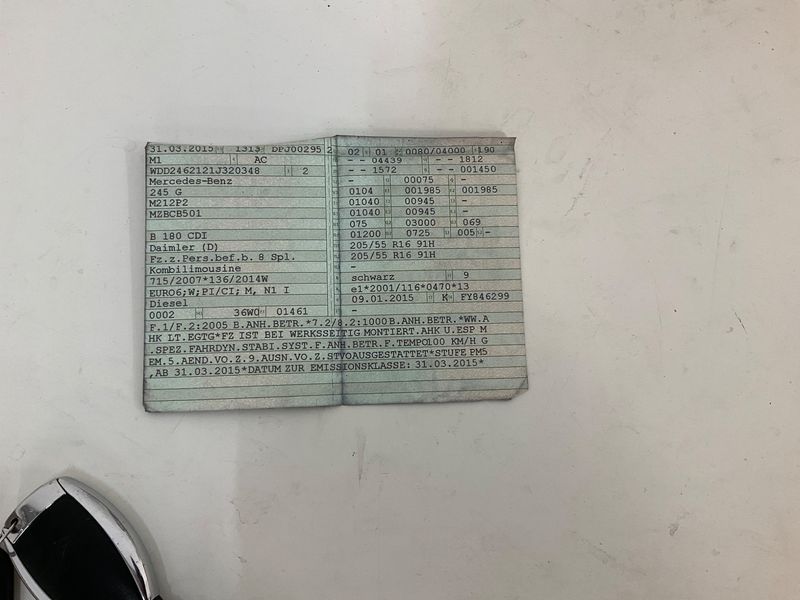 31.03.2015 1313 DPJ00295 2
M1 AC
WDD2462121J320348 2
Mercedes-Benz
245 G
M212P2
MZBCB501
B 180 CDI
Daimler (D)
Fz.z.Pers.bef.b. 8 Spl.
Kombilimousine
715/2007*136/2014W
EURO6;W;PI/CI; M, N1 I
Diesel
0002 36W0 01461
02 01 0080/04000 190
- - 04439 - - 1812
- - 1572 - - 001450
- 00075 -
0104 001985 001985
01040 00945 -
01040 00945 -
075 03000 069
01200 0725 005 -
205/55 R16 91H
205/55 R16 91H
-
schwarz 9
e1*2001/116*0470*13
09.01.2015 K FY846299
-
F.1/F.2:2005 B.ANH.BETR.*7.2/8.2:1000B.ANH.BETR.*WW.A
HK LT.EGTG*FZ IST BEI WERKSSEITIG MONTIERT.AHK U.ESP M
.SPEZ.FAHRDYN.STABI.SYST.F.ANH.BETR.F.TEMPO100 KM/H G
EM.5.AEND.VO.Z.9.AUSN.VO.Z.STVOAUSGESTATTET*STUFE PM5
,AB 31.03.2015*DATUM ZUR EMISSIONSKLASSE: 31.03.2015*